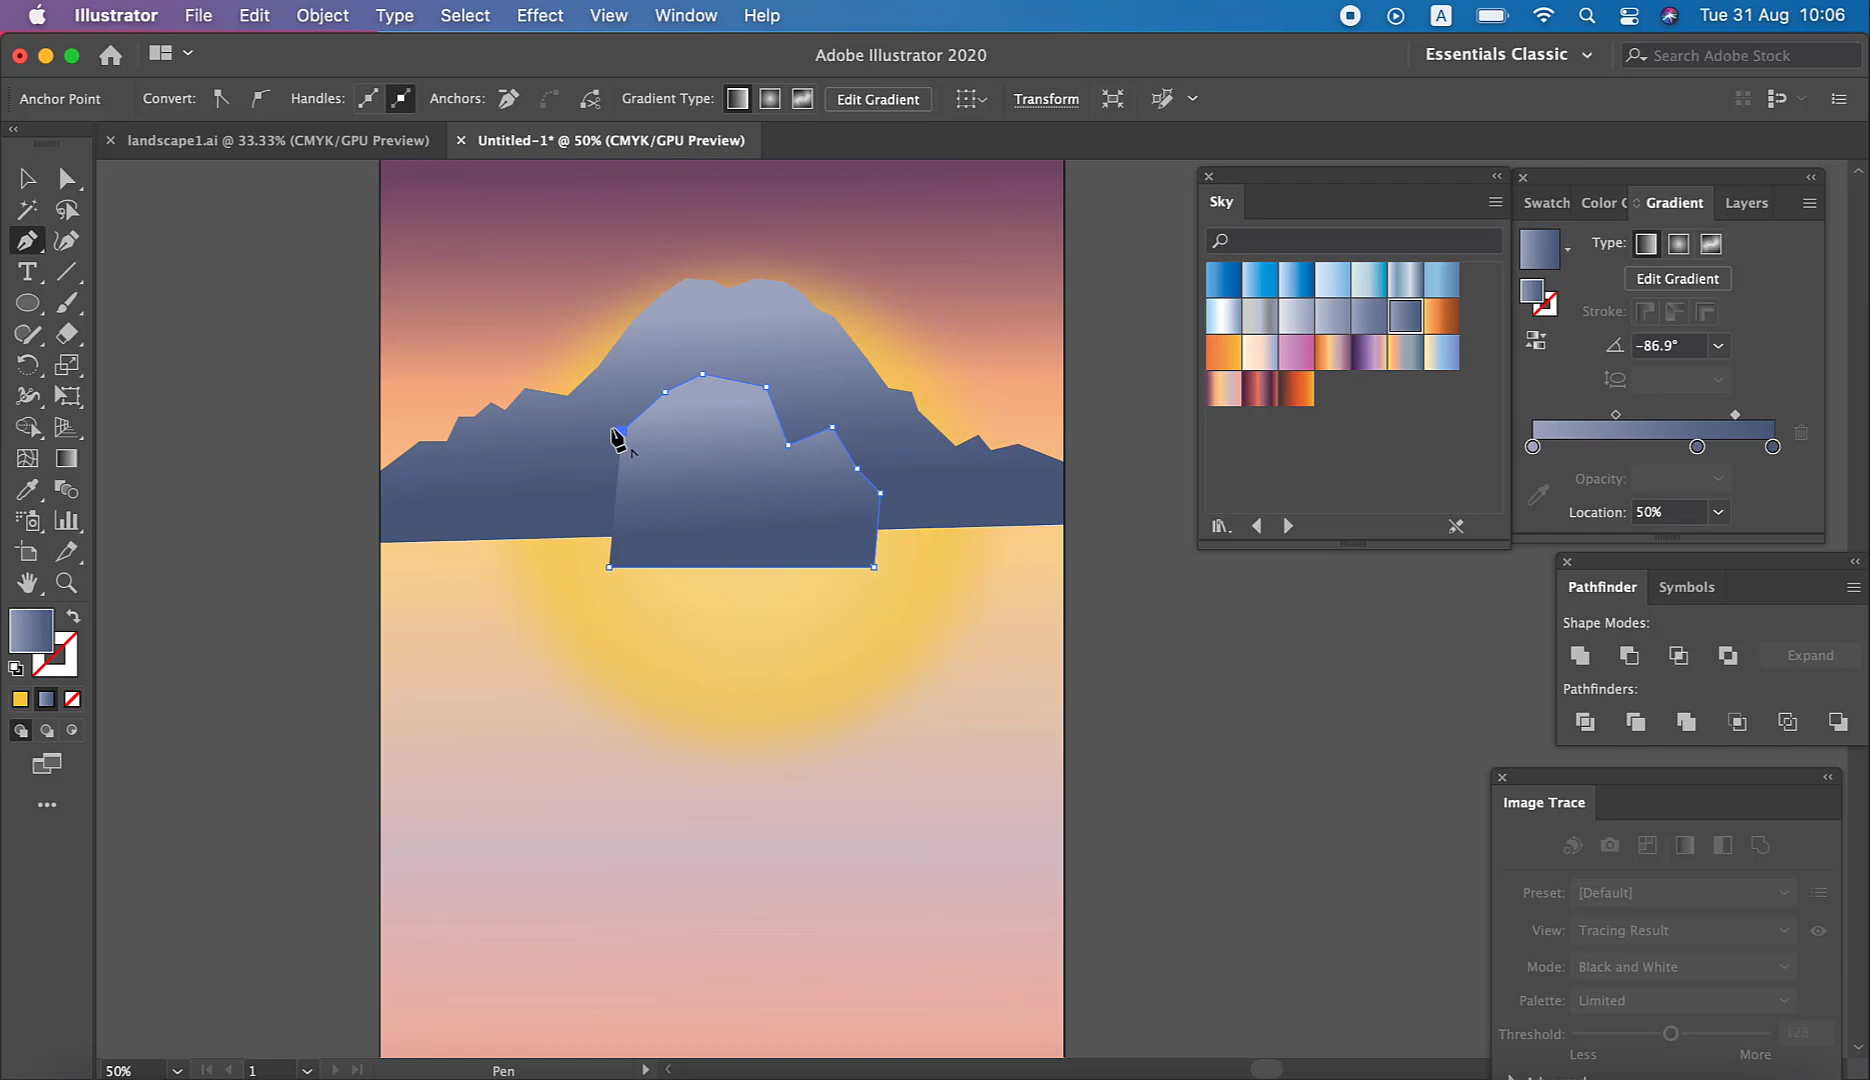 Illustrator File Edit Object Type Select Effect View Window Help
A Tue 31 Aug 10:06
Adobe Illustrator 2020
Essentials Classic
Search Adobe Stock
Anchor Point Convert: Handles: Anchors: Gradient Type: Edit Gradient Transform
landscape1.ai @ 33.33% (CMYK/GPU Preview)
Untitled-1* @ 50% (CMYK/GPU Preview)
Sky
Swatch Color C Gradient Layers
Type:
Edit Gradient
Stroke:
-86.9°
Opacity:
Location: 50%
Pathfinder Symbols
Shape Modes:
Expand
Pathfinders:
Image Trace
Preset: [Default]
View: Tracing Result
Mode: Black and White
Palette: Limited
Threshold: 128
Less More
50% 1 Pen